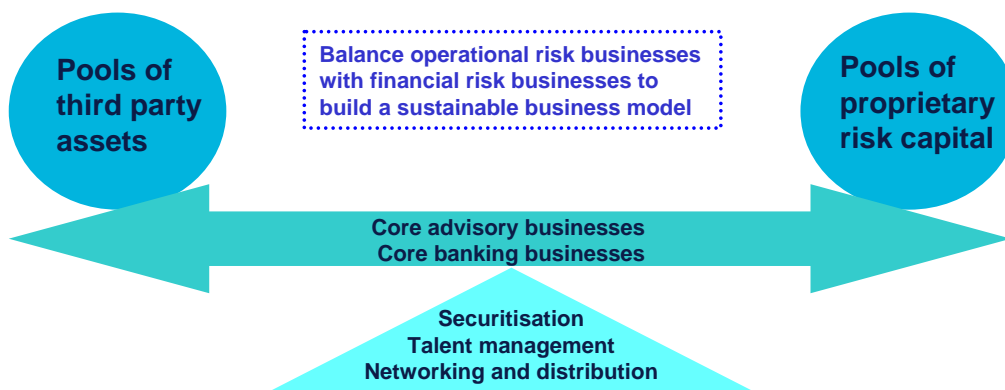 Pools of
third party
assets
Balance operational risk businesses
with financial risk businesses to
build a sustainable business model
Pools of
proprietary
risk capital
Core advisory businesses
Core banking businesses
Securitisation
Talent management
Networking and distribution